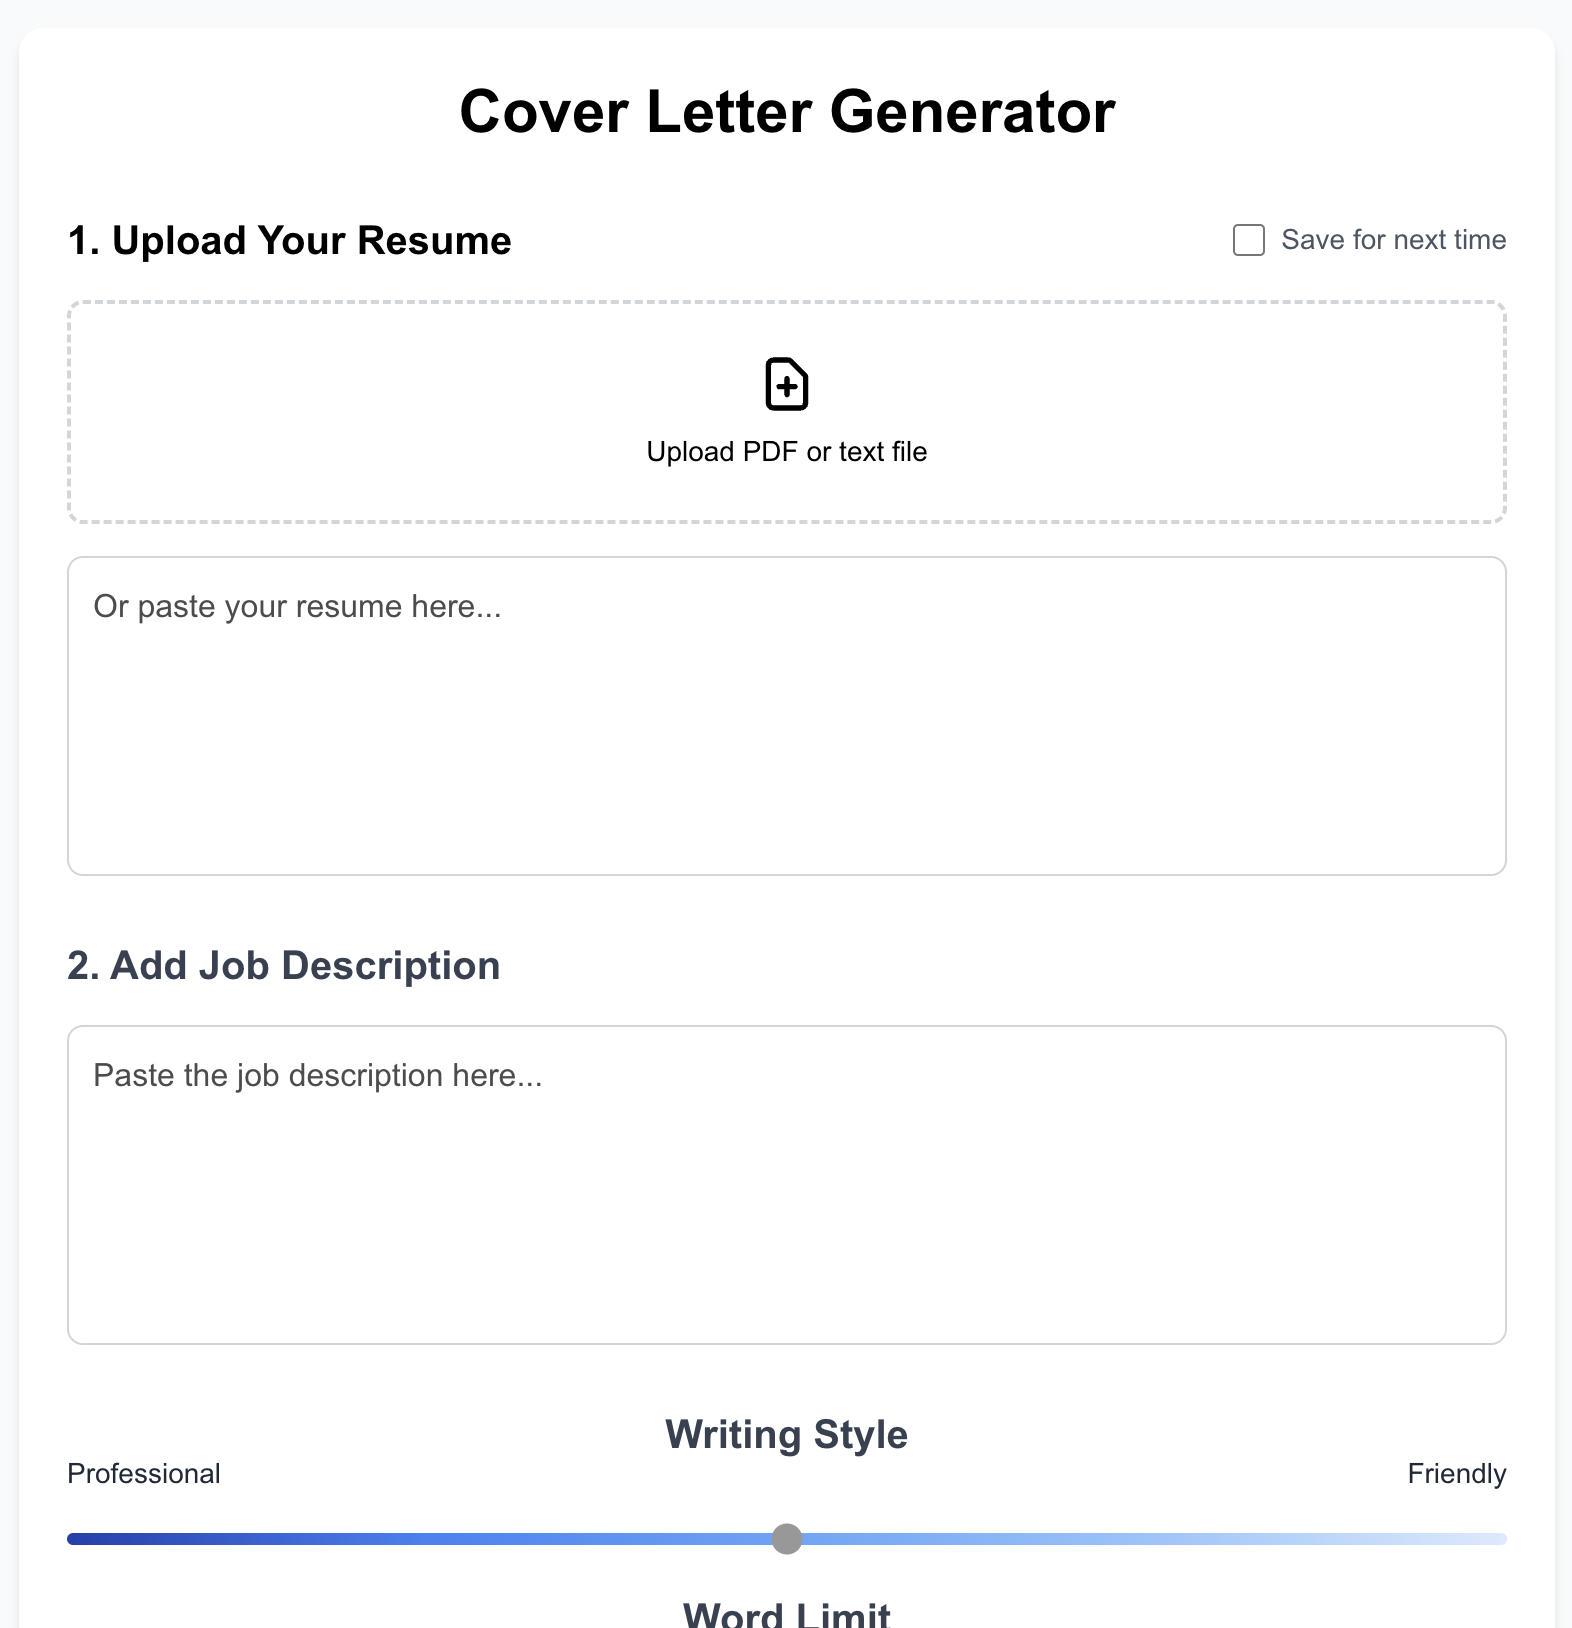 Cover Letter Generator
1. Upload Your Resume
Save for next time
Upload PDF or text file
Or paste your resume here...
2. Add Job Description
Paste the job description here...
Writing Style
Professional
Friendly
Word Limit